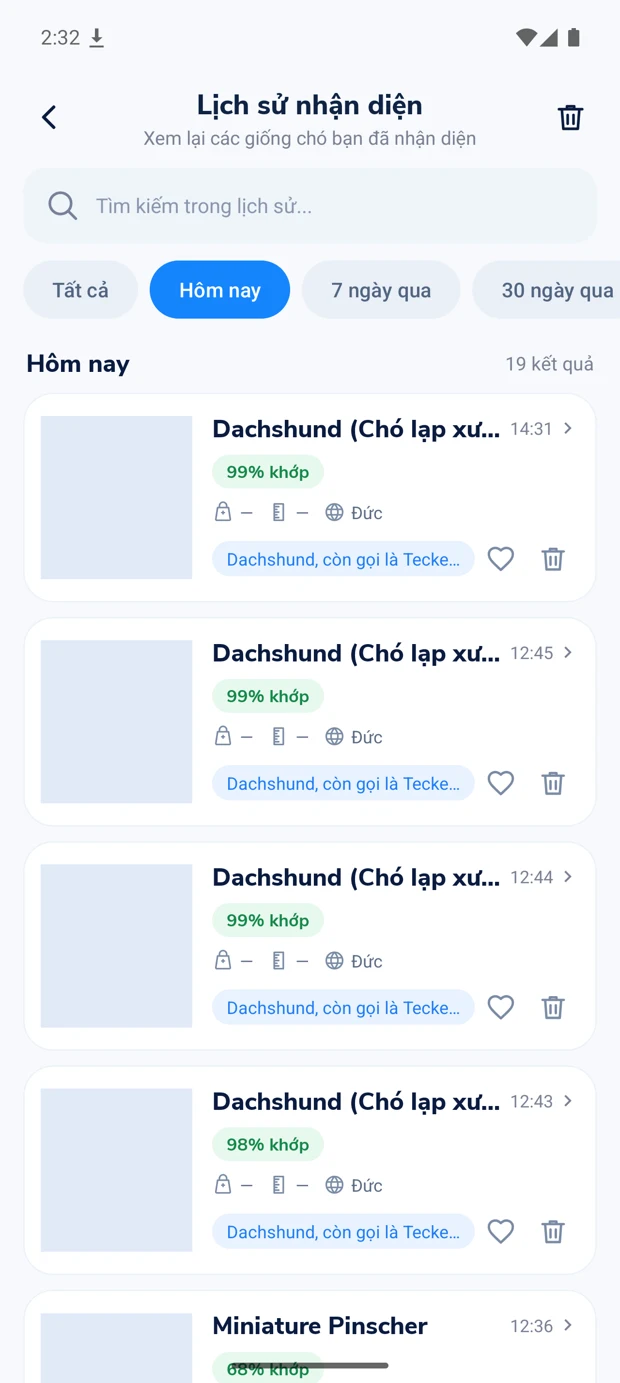 2:32
Lịch sử nhận diện
Xem lại các giống chó bạn đã nhận diện
Tìm kiếm trong lịch sử...
Tất cả Hôm nay 7 ngày qua 30 ngày qua
Hôm nay 19 kết quả
Dachshund (Chó lạp xư... 14:31
99% khớp
– – Đức
Dachshund, còn gọi là Tecke...
Dachshund (Chó lạp xư... 12:45
99% khớp
– – Đức
Dachshund, còn gọi là Tecke...
Dachshund (Chó lạp xư... 12:44
99% khớp
– – Đức
Dachshund, còn gọi là Tecke...
Dachshund (Chó lạp xư... 12:43
98% khớp
– – Đức
Dachshund, còn gọi là Tecke...
Miniature Pinscher 12:36
68% khớp